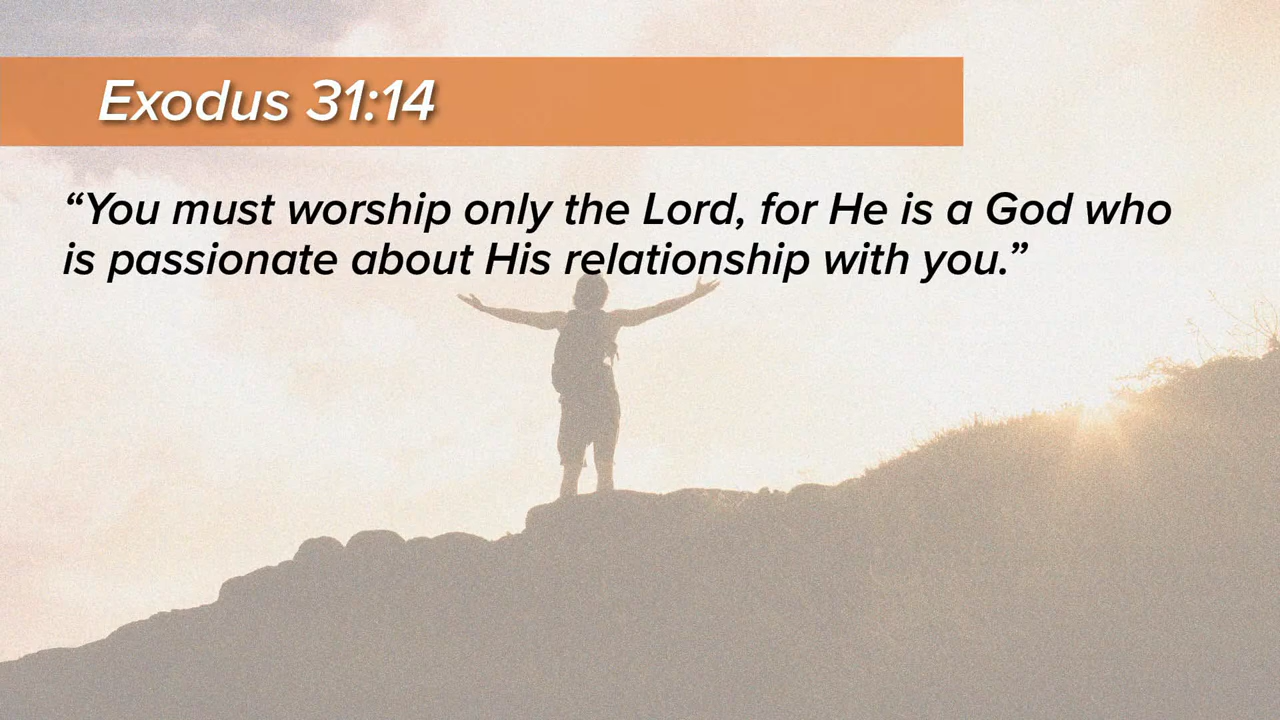 Exodus 31:14
“You must worship only the Lord, for He is a God who
is passionate about His relationship with you.”